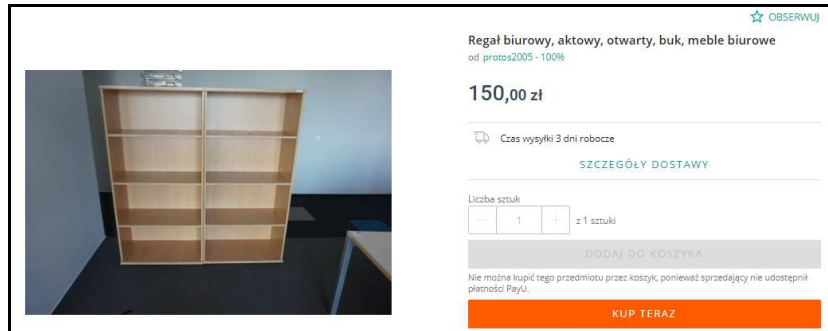 ☆ OBSERWUJ
Regał biurowy, aktowy, otwarty, buk, meble biurowe
od protos2005 - 100%
150,00 zł
Czas wysyłki 3 dni robocze
SZCZEGÓŁY DOSTAWY
Liczba sztuk
— 1 + z 1 sztuki
DODAJ DO KOSZYKA
Nie można kupić tego przedmiotu przez koszyk, ponieważ sprzedający nie udostępnił
płatności PayU.
KUP TERAZ